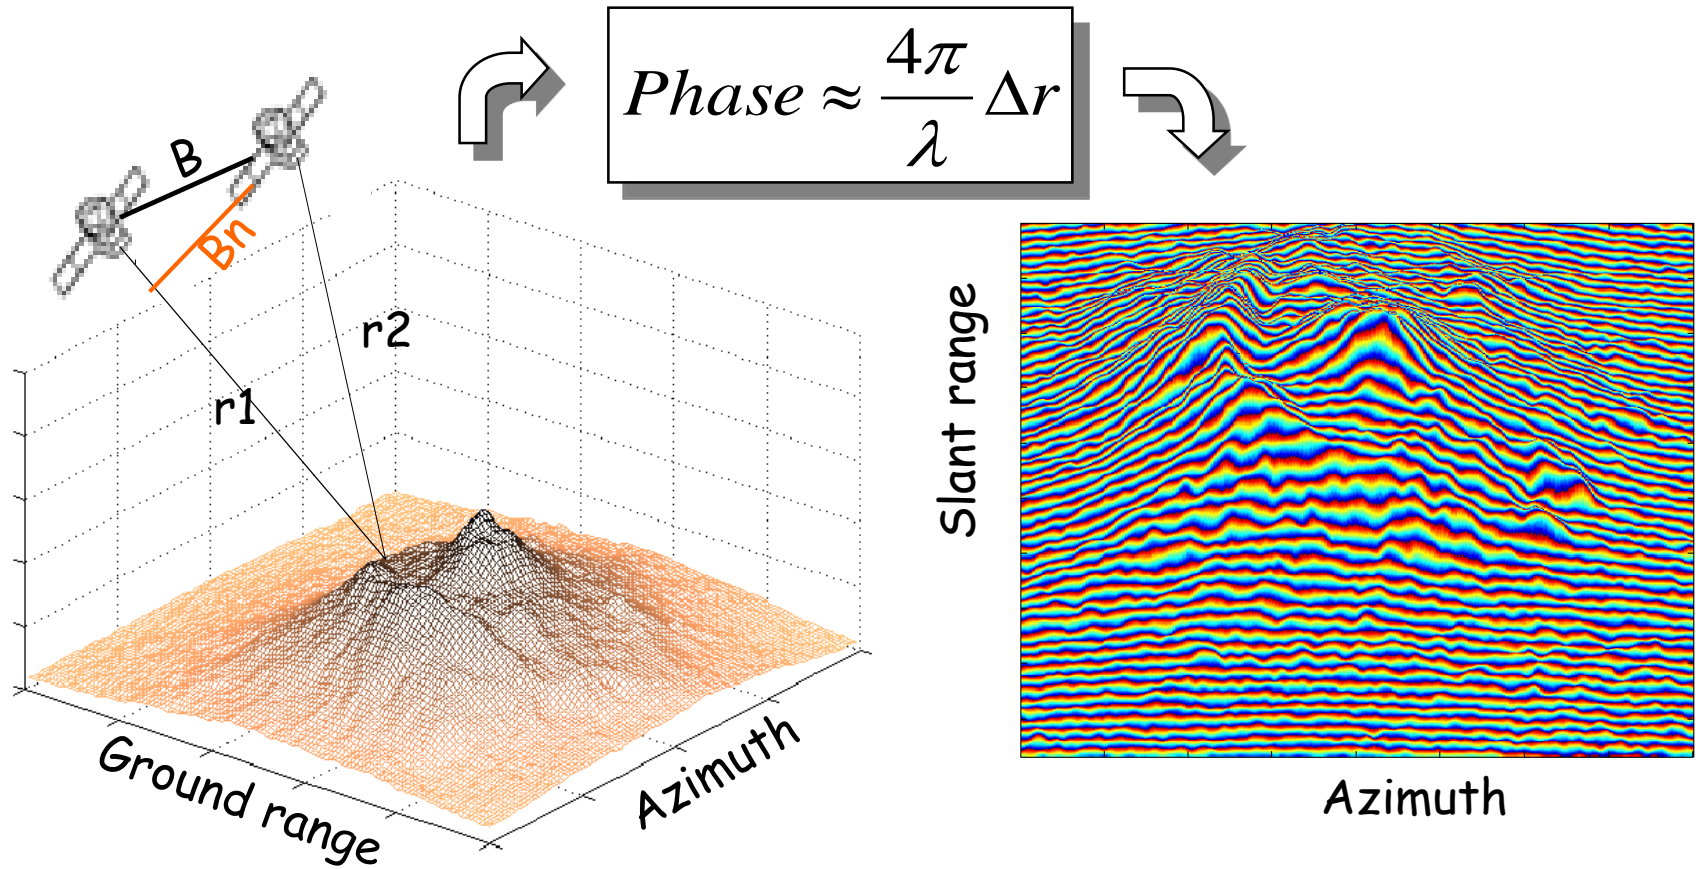 Phase ≈ 4π/λ Δr
B
Bn
r2
r1
Ground range
Azimuth
Slant range
Azimuth